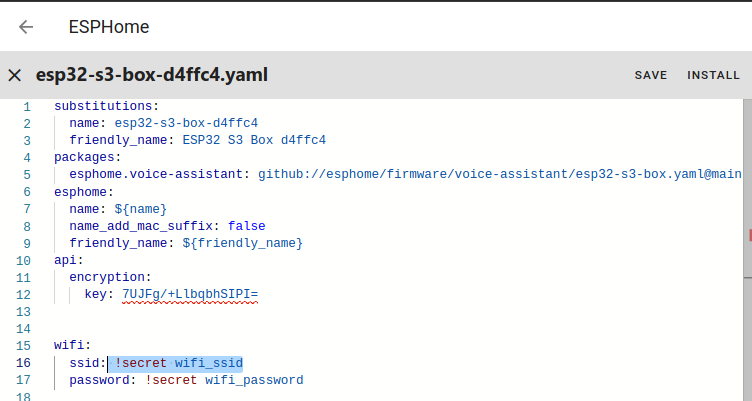 ESPHome
esp32-s3-box-d4ffc4.yaml SAVE INSTALL
1 substitutions:
2 name: esp32-s3-box-d4ffc4
3 friendly_name: ESP32 S3 Box d4ffc4
4 packages:
5 esphome.voice-assistant: github://esphome/firmware/voice-assistant/esp32-s3-box.yaml@main
6 esphome:
7 name: ${name}
8 name_add_mac_suffix: false
9 friendly_name: ${friendly_name}
10 api:
11 encryption:
12 key: 7UJFg/+LlbqbhSIPI=
13
14
15 wifi:
16 ssid: !secret wifi_ssid
17 password: !secret wifi_password
18